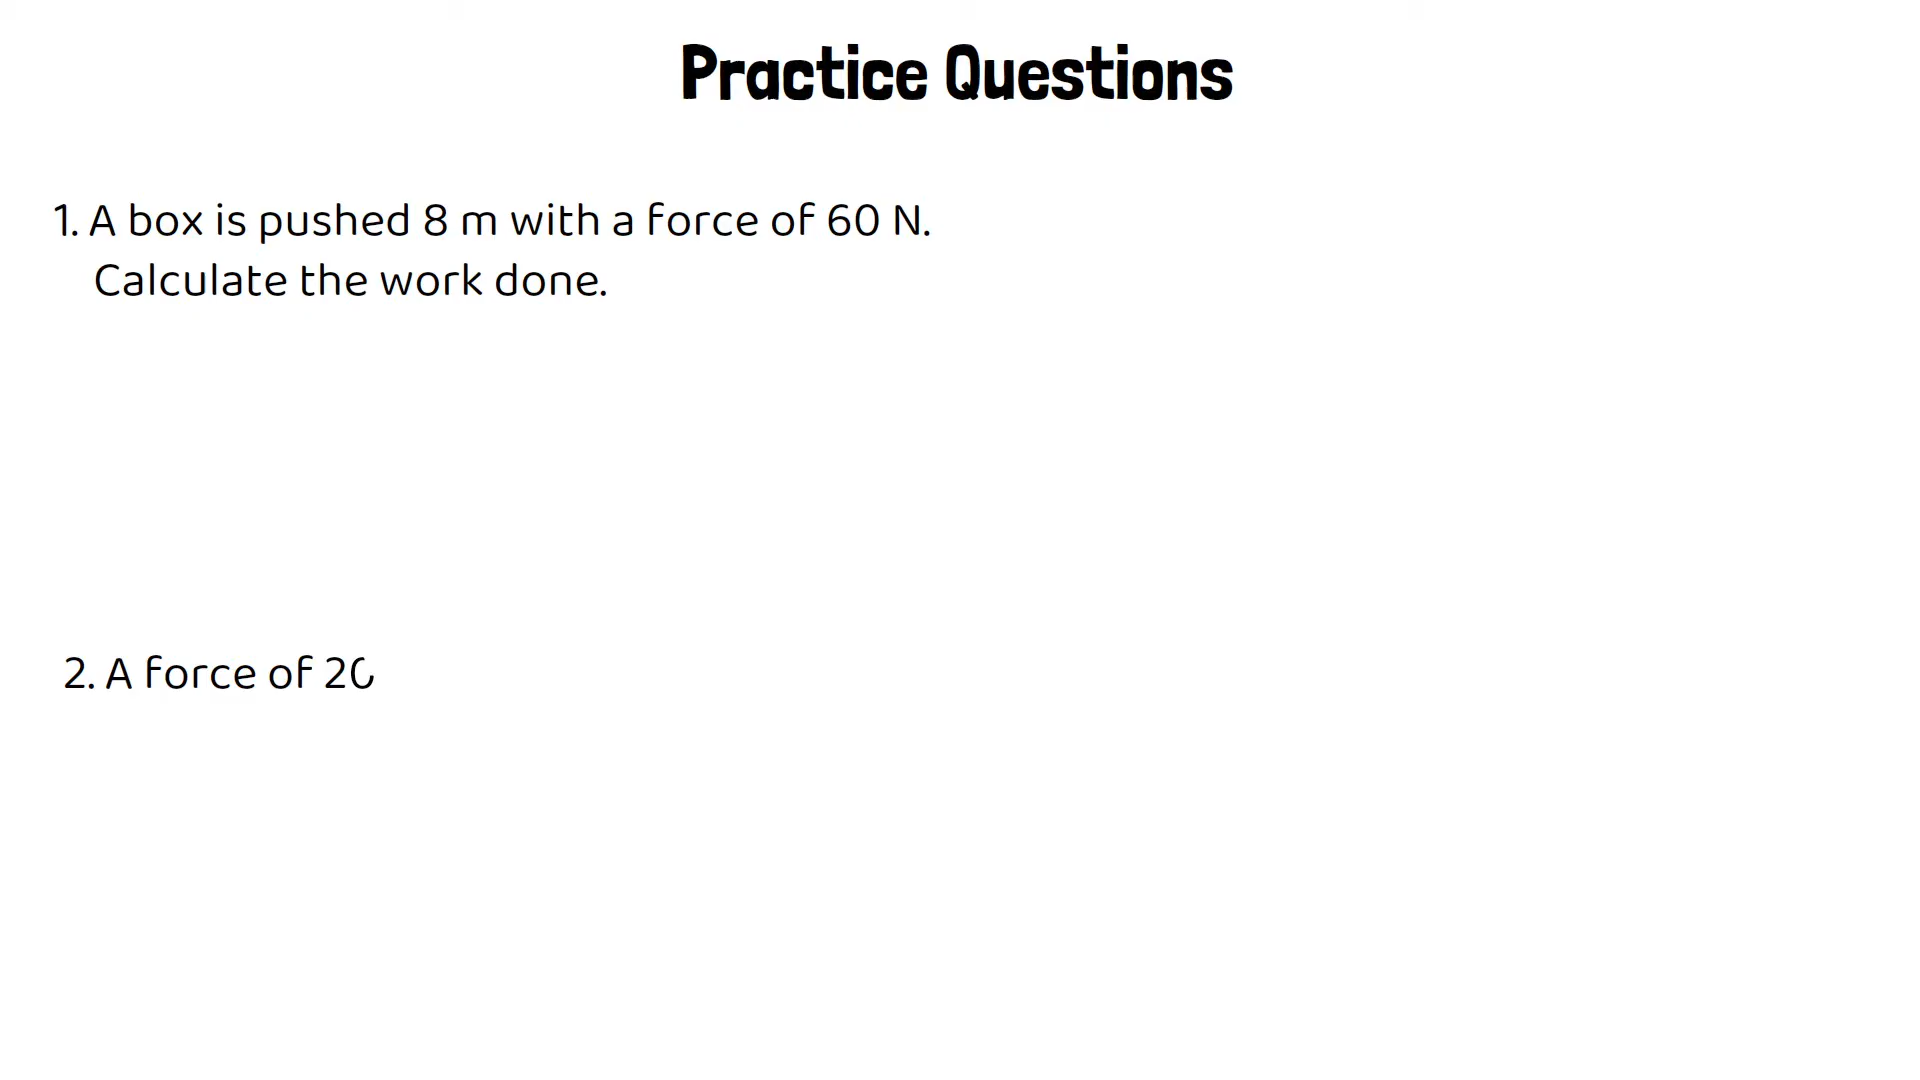 Practice Questions
1. A box is pushed 8 m with a force of 60 N.
Calculate the work done.
2. A force of